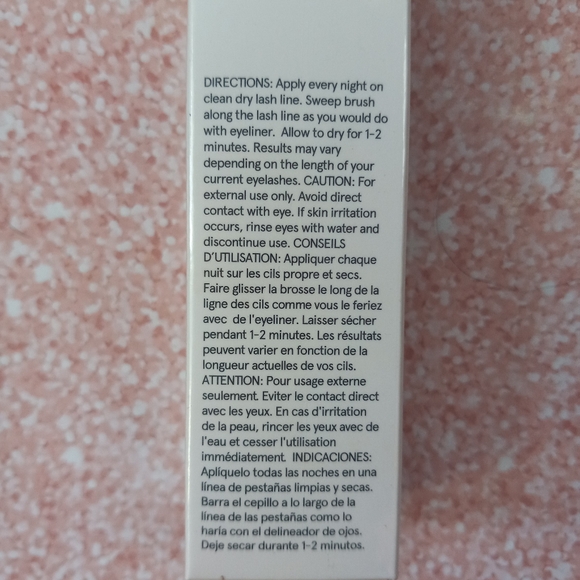 DIRECTIONS: Apply every night on
clean dry lash line. Sweep brush
along the lash line as you would do
with eyeliner. Allow to dry for 1-2
minutes. Results may vary
depending on the length of your
current eyelashes. CAUTION: For
external use only. Avoid direct
contact with eye. If skin irritation
occurs, rinse eyes with water and
discontinue use. CONSEILS
D'UTILISATION: Appliquer chaque
nuit sur les cils propre et secs.
Faire glisser la brosse le long de la
ligne des cils comme vous le feriez
avec de l'eyeliner. Laisser sécher
pendant 1-2 minutes. Les résultats
peuvent varier en fonction de la
longueur actuelles de vos cils.
ATTENTION: Pour usage externe
seulement. Eviter le contact direct
avec les yeux. En cas d'irritation
de la peau, rincer les yeux avec de
l'eau et cesser l'utilisation
immédiatement. INDICACIONES:
Aplíquelo todas las noches en una
línea de pestañas limpias y secas.
Barra el cepillo a lo largo de la
línea de las pestañas como lo
haría con el delineador de ojos.
Deje secar durante 1-2 minutos.